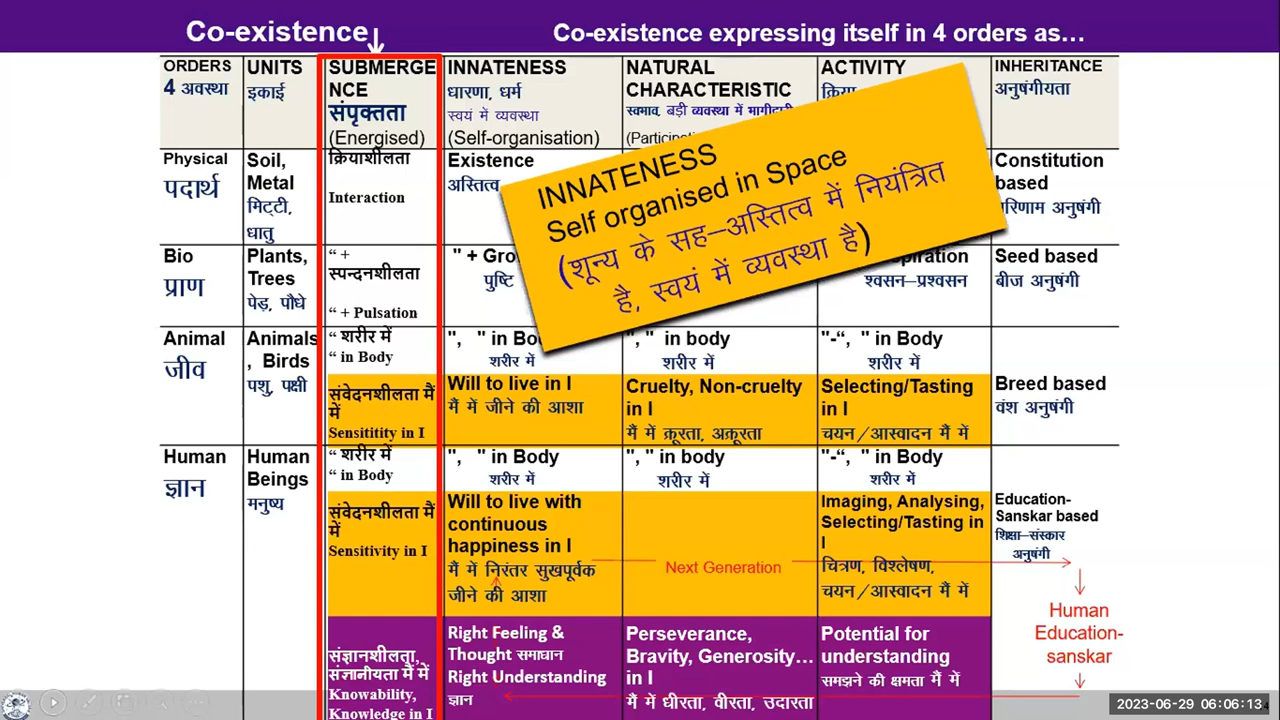 Co-existence
Co-existence expressing itself in 4 orders as…
ORDERS
4 अवस्था
UNITS
इकाई
SUBMERGE
NCE
संपृक्तता
(Energised)
INNATENESS
धारणा, धर्म
स्वयं में व्यवस्था
(Self-organisation)
NATURAL
CHARACTERISTIC
स्वभाव, बड़ी व्यवस्था में भागीदारी
ACTIVITY
INHERITANCE
अनुषंगीयता
INNATENESS
Self organised in Space
(शून्य के सह–अस्तित्व में नियंत्रित
है, स्वयं में व्यवस्था है)
Physical
पदार्थ
Soil,
Metal
मिट्टी,
धातु
क्रियाशीलता
Interaction
Existence
अस्तित्व
Constitution
based
अनुषंगी
Bio
प्राण
Plants,
Trees
पेड़, पौधे
“ +
स्पन्दनशीलता
“ + Pulsation
" +
पुष्टि
श्वसन–प्रश्वसन
Seed based
बीज अनुषंगी
Animal
जीव
Animals
, Birds
पशु, पक्षी
“ शरीर में
“ in Body
", " in
शरीर में
", " in body
शरीर में
"-“, " in Body
शरीर में
संवेदनशीलता मैं
में
Sensititity in I
Will to live in I
मैं में जीने की आशा
Cruelty, Non-cruelty
in I
मैं में क्रूरता, अक्रूरता
Selecting/Tasting
in I
चयन/आस्वादन मैं में
Breed based
वंश अनुषंगी
Human
ज्ञान
Human
Beings
मनुष्य
“ शरीर में
“ in Body
", " in Body
शरीर में
", " in body
शरीर में
"-“, " in Body
शरीर में
संवेदनशीलता मैं
में
Sensitivity in I
Will to live with
continuous
happiness in I
मैं में निरंतर सुखपूर्वक
जीने की आशा
Next Generation
Imaging, Analysing,
Selecting/Tasting in
I
चित्रण, विश्लेषण,
चयन/आस्वादन मैं में
Education-
Sanskar based
शिक्षा–संस्कार
अनुषंगी
Human
Education-
sanskar
संज्ञानशीलता,
संज्ञानीयता मैं में
Knowability,
Knowledge in I
Right Feeling &
Thought समाधान
Right Understanding
ज्ञान
Perseverance,
Bravity, Generosity…
in I
मैं में धीरता, वीरता, उदारता
Potential for
understanding
समझने की क्षमता मैं में
2023-06-29 06:06:13